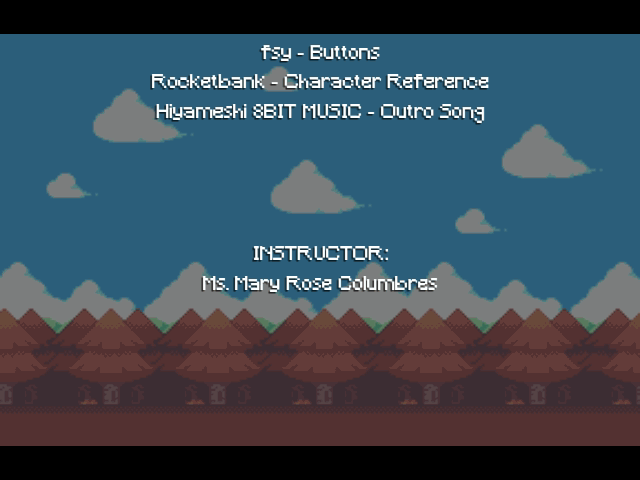 fsy - Buttons
Rocketbank - Character Reference
Hiyameshi 8BIT MUSIC - Outro Song
INSTRUCTOR:
Ms. Mary Rose Columbres